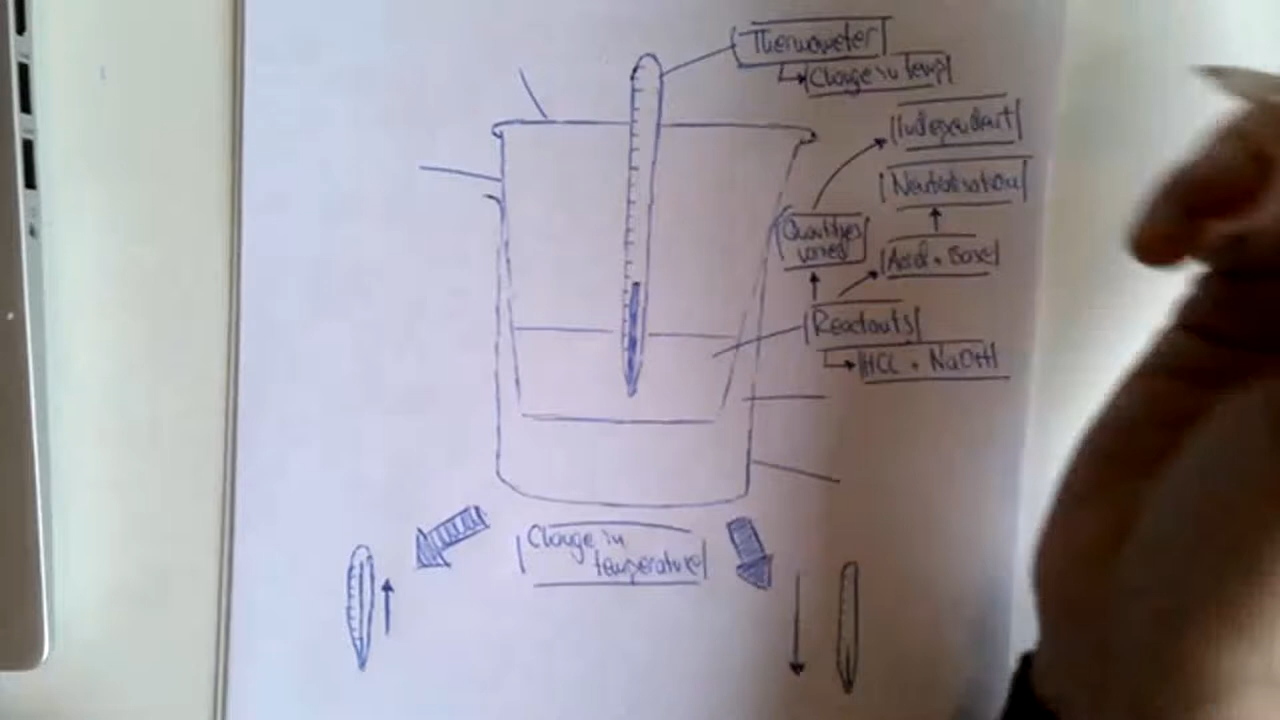 Thermometer
Change in temp
Independent
Neutralisation
Quantities
varied
Acid + Base
Reactants
HCL + NaOH
Change in
temperature